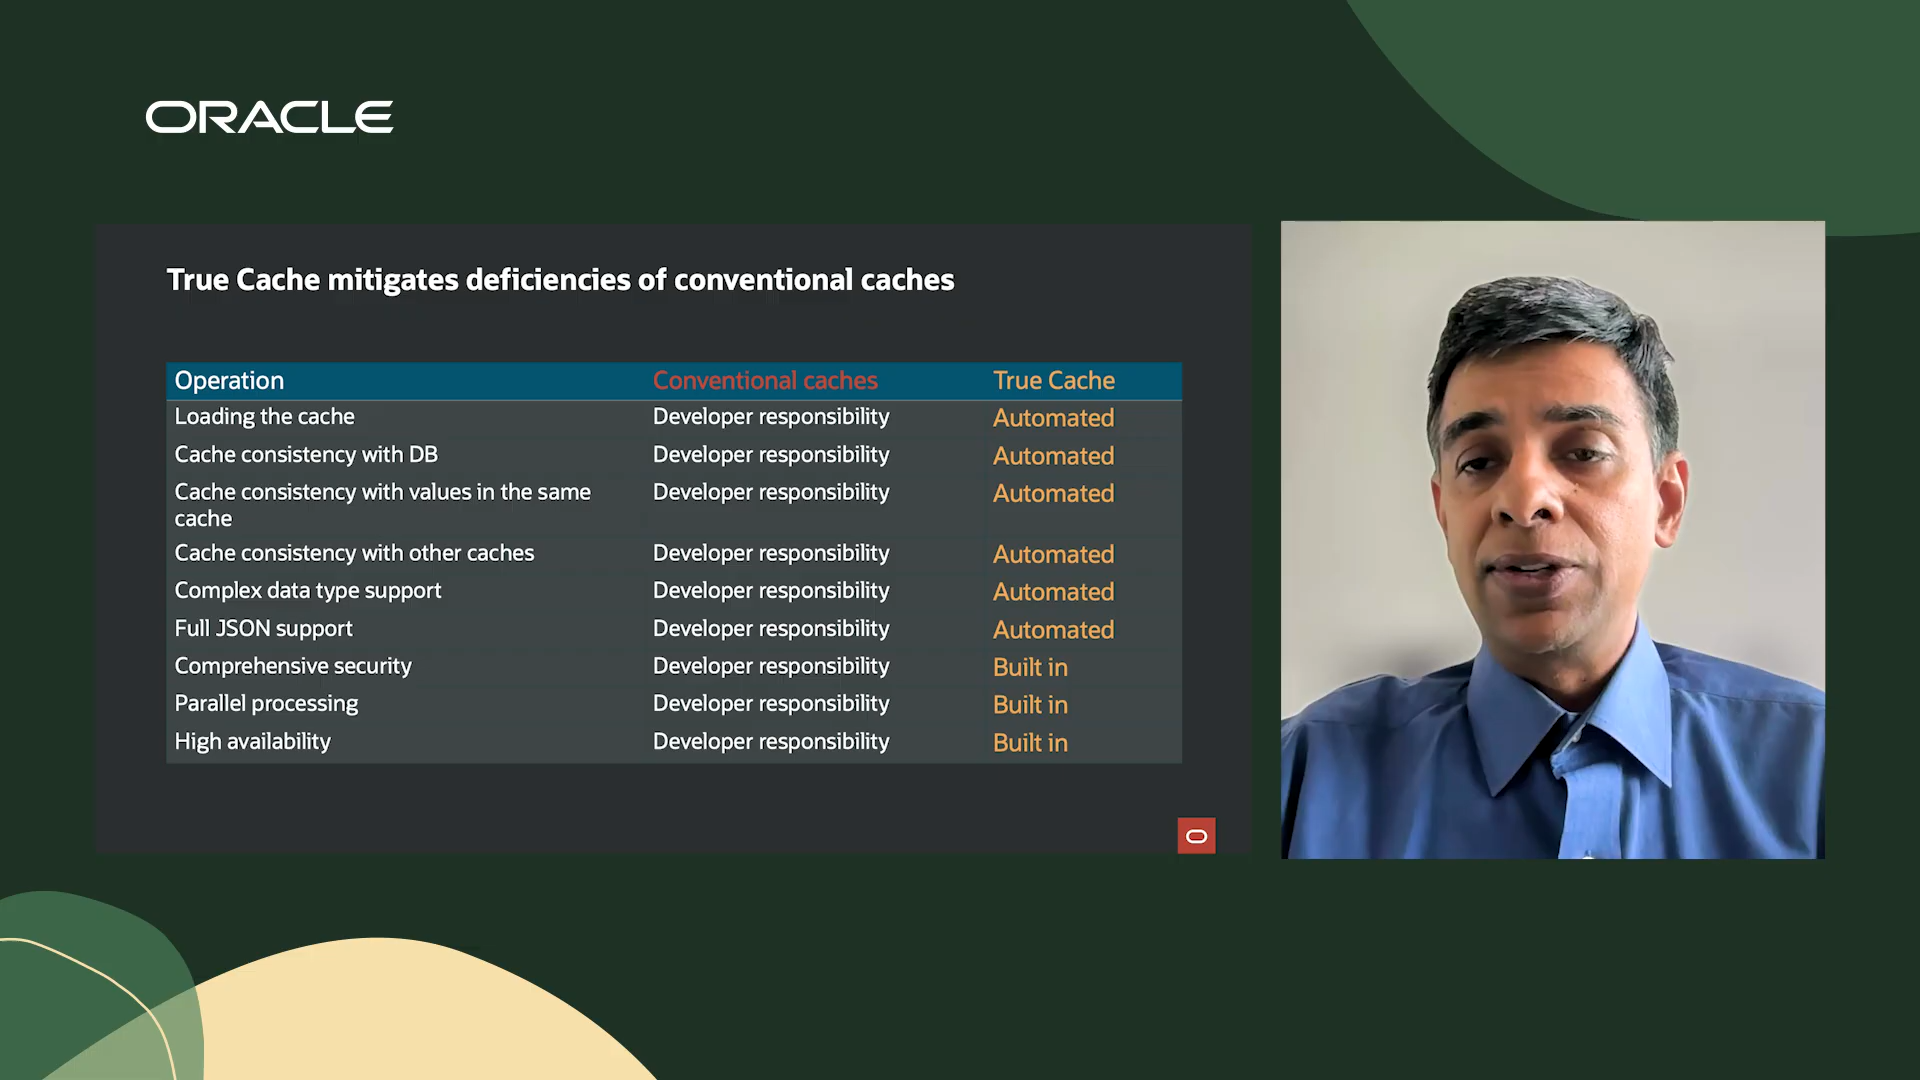 ORACLE
True Cache mitigates deficiencies of conventional caches
Operation Conventional caches True Cache
Loading the cache Developer responsibility Automated
Cache consistency with DB Developer responsibility Automated
Cache consistency with values in the same Developer responsibility Automated
cache
Cache consistency with other caches Developer responsibility Automated
Complex data type support Developer responsibility Automated
Full JSON support Developer responsibility Automated
Comprehensive security Developer responsibility Built in
Parallel processing Developer responsibility Built in
High availability Developer responsibility Built in